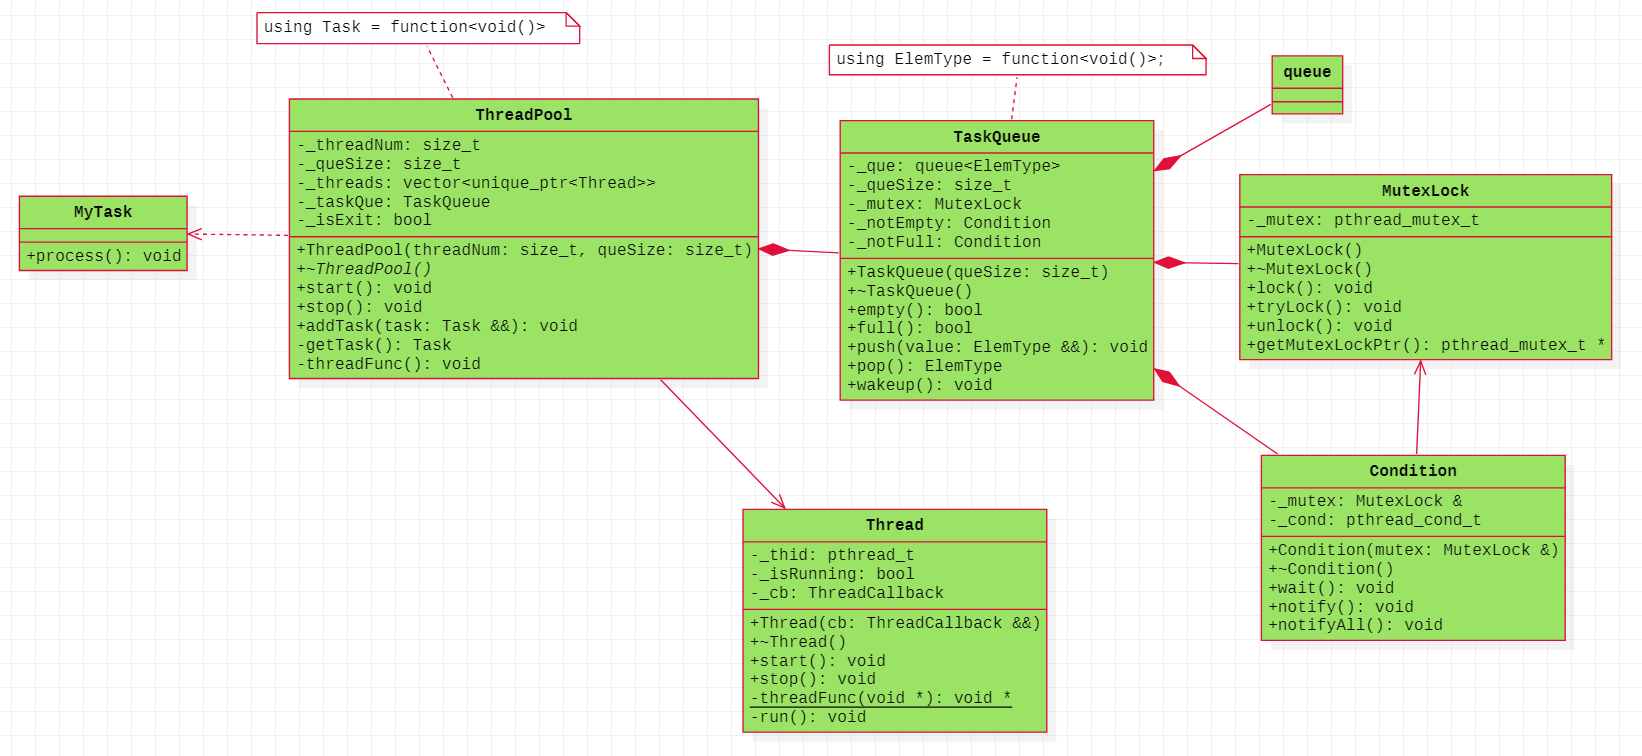 using Task = function<void()>
using ElemType = function<void()>;
queue
ThreadPool
-_threadNum: size_t
-_queSize: size_t
-_threads: vector<unique_ptr<Thread>>
-_taskQue: TaskQueue
-_isExit: bool
+ThreadPool(threadNum: size_t, queSize: size_t)
+~ThreadPool()
+start(): void
+stop(): void
+addTask(task: Task &&): void
-getTask(): Task
-threadFunc(): void
MyTask
+process(): void
TaskQueue
-_que: queue<ElemType>
-_queSize: size_t
-_mutex: MutexLock
-_notEmpty: Condition
-_notFull: Condition
+TaskQueue(queSize: size_t)
+~TaskQueue()
+empty(): bool
+full(): bool
+push(value: ElemType &&): void
+pop(): ElemType
+wakeup(): void
MutexLock
-_mutex: pthread_mutex_t
+MutexLock()
+~MutexLock()
+lock(): void
+tryLock(): void
+unlock(): void
+getMutexLockPtr(): pthread_mutex_t *
Thread
-_thid: pthread_t
-_isRunning: bool
-_cb: ThreadCallback
+Thread(cb: ThreadCallback &&)
+~Thread()
+start(): void
+stop(): void
-threadFunc(void *): void *
-run(): void
Condition
-_mutex: MutexLock &
-_cond: pthread_cond_t
+Condition(mutex: MutexLock &)
+~Condition()
+wait(): void
+notify(): void
+notifyAll(): void